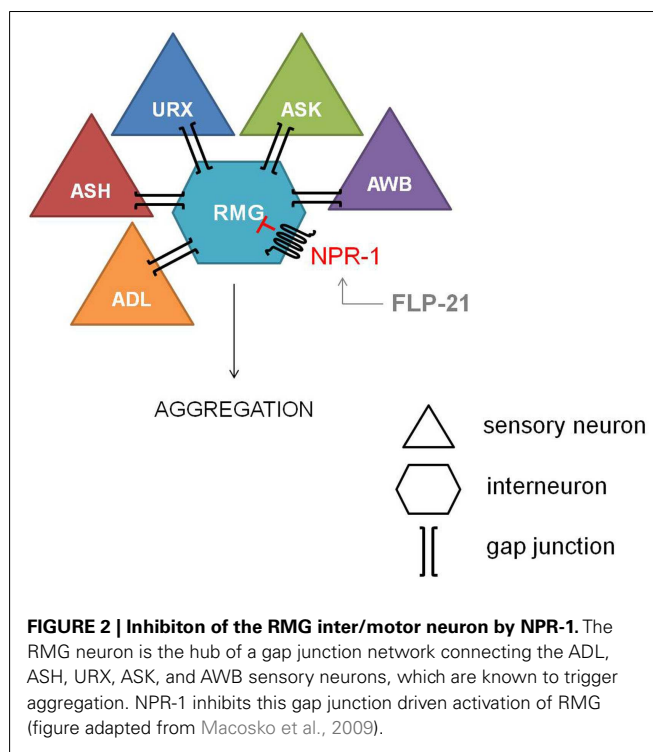 URX
ASK
ASH
AWB
RMG
NPR-1
ADL
FLP-21
AGGREGATION
sensory neuron
interneuron
gap junction
FIGURE 2 | Inhibiton of the RMG inter/motor neuron by NPR-1. The
RMG neuron is the hub of a gap junction network connecting the ADL,
ASH, URX, ASK, and AWB sensory neurons, which are known to trigger
aggregation. NPR-1 inhibits this gap junction driven activation of RMG
(figure adapted from Macosko et al., 2009).